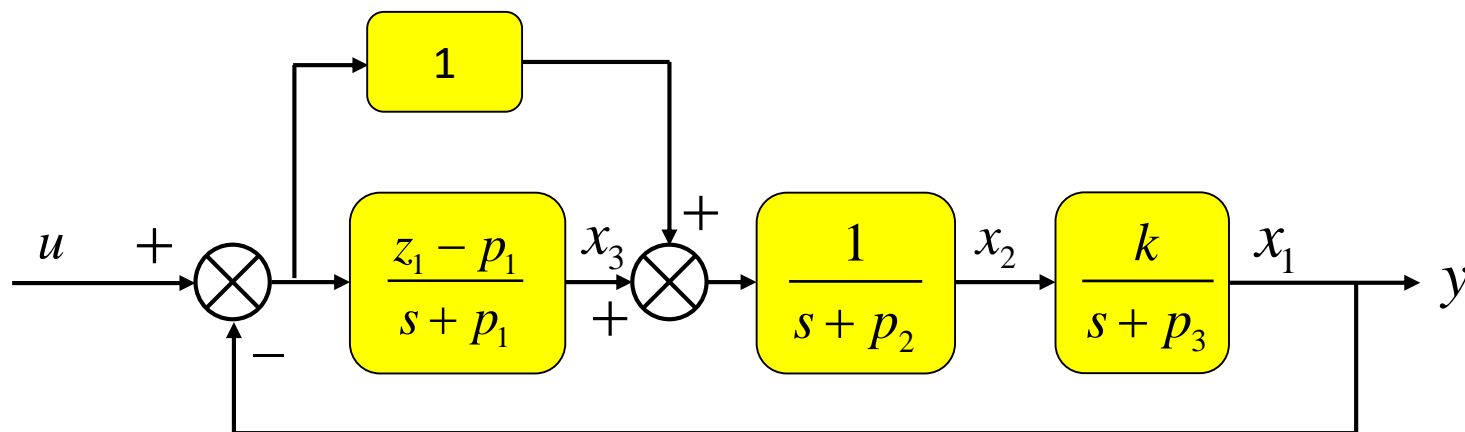 1
u + z₁ − p₁ / s + p₁ x₃ + + 1 / s + p₂ x₂ k / s + p₃ x₁ y
−